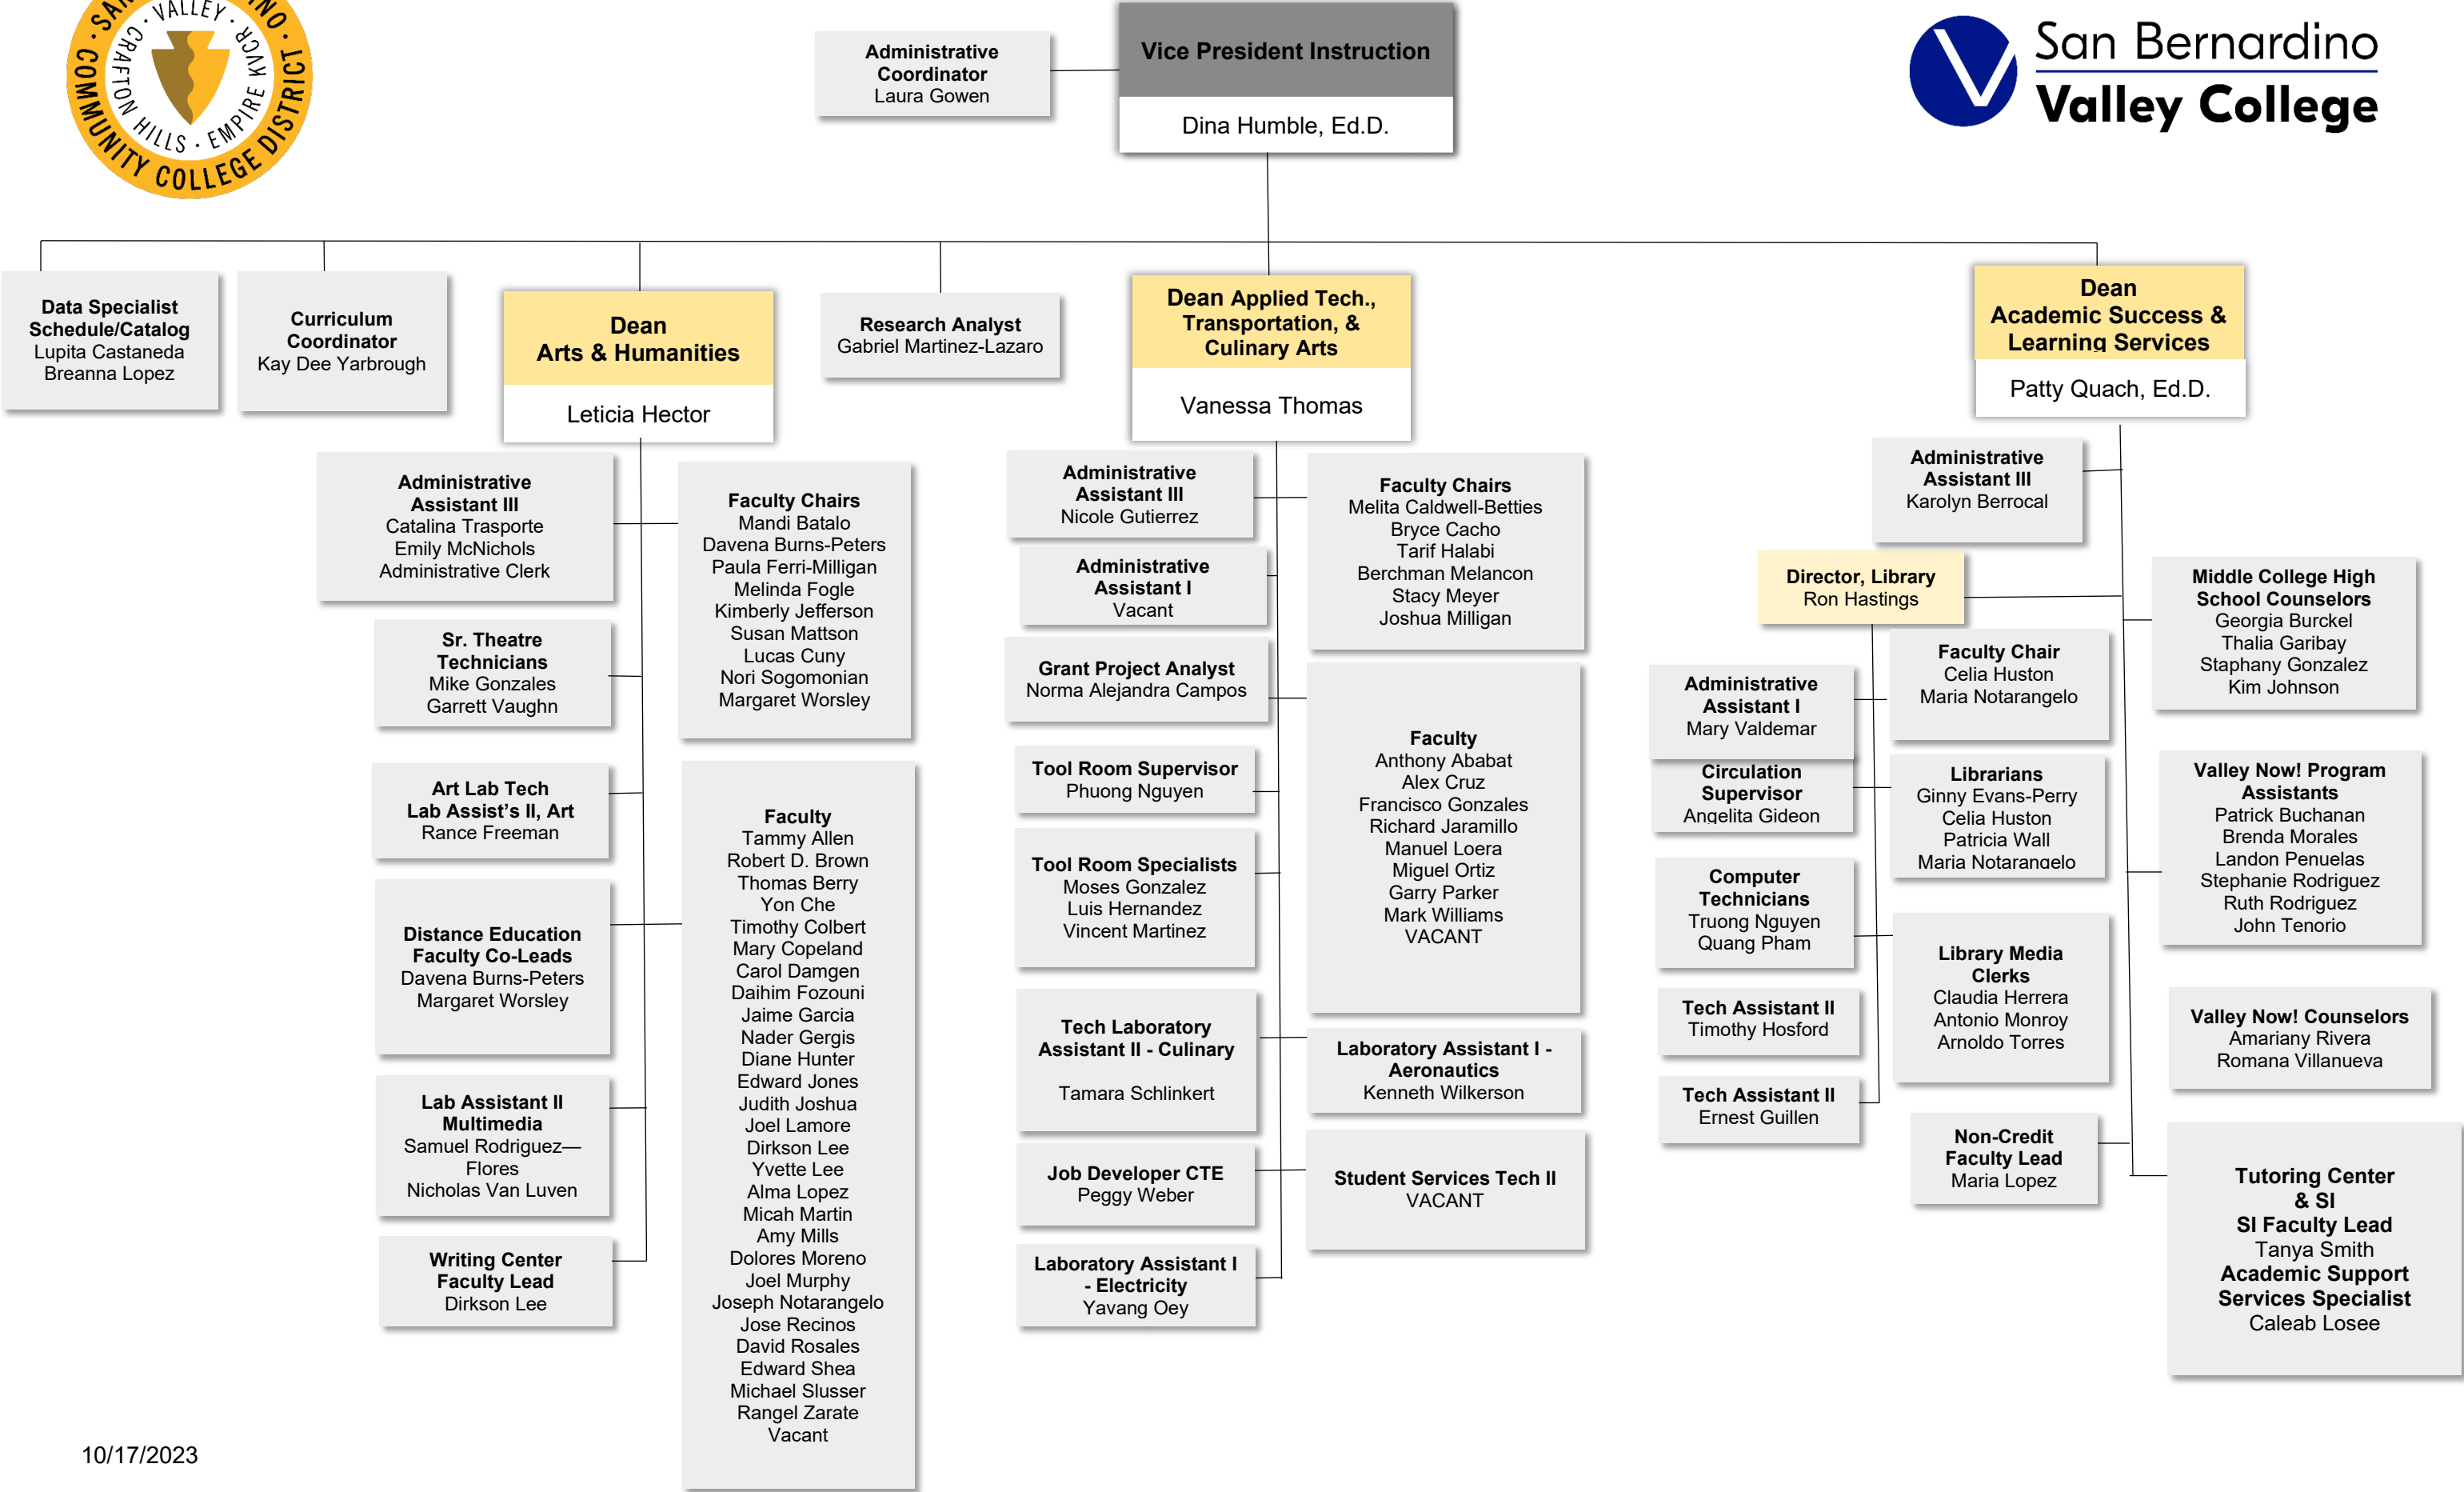 SAN BERNARDINO
COMMUNITY COLLEGE DISTRICT
· VALLEY · KVCR
CRAFTON HILLS · EMPIRE
San Bernardino
Valley College
Vice President Instruction
Dina Humble, Ed.D.
Administrative
Coordinator
Laura Gowen
Data Specialist
Schedule/Catalog
Lupita Castaneda
Breanna Lopez
Curriculum
Coordinator
Kay Dee Yarbrough
Dean
Arts & Humanities
Leticia Hector
Research Analyst
Gabriel Martinez-Lazaro
Dean Applied Tech.,
Transportation, &
Culinary Arts
Vanessa Thomas
Dean
Academic Success &
Learning Services
Patty Quach, Ed.D.
Administrative
Assistant III
Catalina Trasporte
Emily McNichols
Administrative Clerk
Sr. Theatre
Technicians
Mike Gonzales
Garrett Vaughn
Art Lab Tech
Lab Assist’s II, Art
Rance Freeman
Distance Education
Faculty Co-Leads
Davena Burns-Peters
Margaret Worsley
Lab Assistant II
Multimedia
Samuel Rodriguez—
Flores
Nicholas Van Luven
Writing Center
Faculty Lead
Dirkson Lee
Faculty Chairs
Mandi Batalo
Davena Burns-Peters
Paula Ferri-Milligan
Melinda Fogle
Kimberly Jefferson
Susan Mattson
Lucas Cuny
Nori Sogomonian
Margaret Worsley
Faculty
Tammy Allen
Robert D. Brown
Thomas Berry
Yon Che
Timothy Colbert
Mary Copeland
Carol Damgen
Daihim Fozouni
Jaime Garcia
Nader Gergis
Diane Hunter
Edward Jones
Judith Joshua
Joel Lamore
Dirkson Lee
Yvette Lee
Alma Lopez
Micah Martin
Amy Mills
Dolores Moreno
Joel Murphy
Joseph Notarangelo
Jose Recinos
David Rosales
Edward Shea
Michael Slusser
Rangel Zarate
Vacant
Administrative
Assistant III
Nicole Gutierrez
Administrative
Assistant I
Vacant
Grant Project Analyst
Norma Alejandra Campos
Tool Room Supervisor
Phuong Nguyen
Tool Room Specialists
Moses Gonzalez
Luis Hernandez
Vincent Martinez
Tech Laboratory
Assistant II - Culinary
Tamara Schlinkert
Job Developer CTE
Peggy Weber
Laboratory Assistant I
- Electricity
Yavang Oey
Faculty Chairs
Melita Caldwell-Betties
Bryce Cacho
Tarif Halabi
Berchman Melancon
Stacy Meyer
Joshua Milligan
Faculty
Anthony Ababat
Alex Cruz
Francisco Gonzales
Richard Jaramillo
Manuel Loera
Miguel Ortiz
Garry Parker
Mark Williams
VACANT
Laboratory Assistant I -
Aeronautics
Kenneth Wilkerson
Student Services Tech II
VACANT
Administrative
Assistant III
Karolyn Berrocal
Director, Library
Ron Hastings
Administrative
Assistant I
Mary Valdemar
Circulation
Supervisor
Angelita Gideon
Computer
Technicians
Truong Nguyen
Quang Pham
Tech Assistant II
Timothy Hosford
Tech Assistant II
Ernest Guillen
Faculty Chair
Celia Huston
Maria Notarangelo
Librarians
Ginny Evans-Perry
Celia Huston
Patricia Wall
Maria Notarangelo
Library Media
Clerks
Claudia Herrera
Antonio Monroy
Arnoldo Torres
Non-Credit
Faculty Lead
Maria Lopez
Middle College High
School Counselors
Georgia Burckel
Thalia Garibay
Staphany Gonzalez
Kim Johnson
Valley Now! Program
Assistants
Patrick Buchanan
Brenda Morales
Landon Penuelas
Stephanie Rodriguez
Ruth Rodriguez
John Tenorio
Valley Now! Counselors
Amariany Rivera
Romana Villanueva
Tutoring Center
& SI
SI Faculty Lead
Tanya Smith
Academic Support
Services Specialist
Caleab Losee
10/17/2023